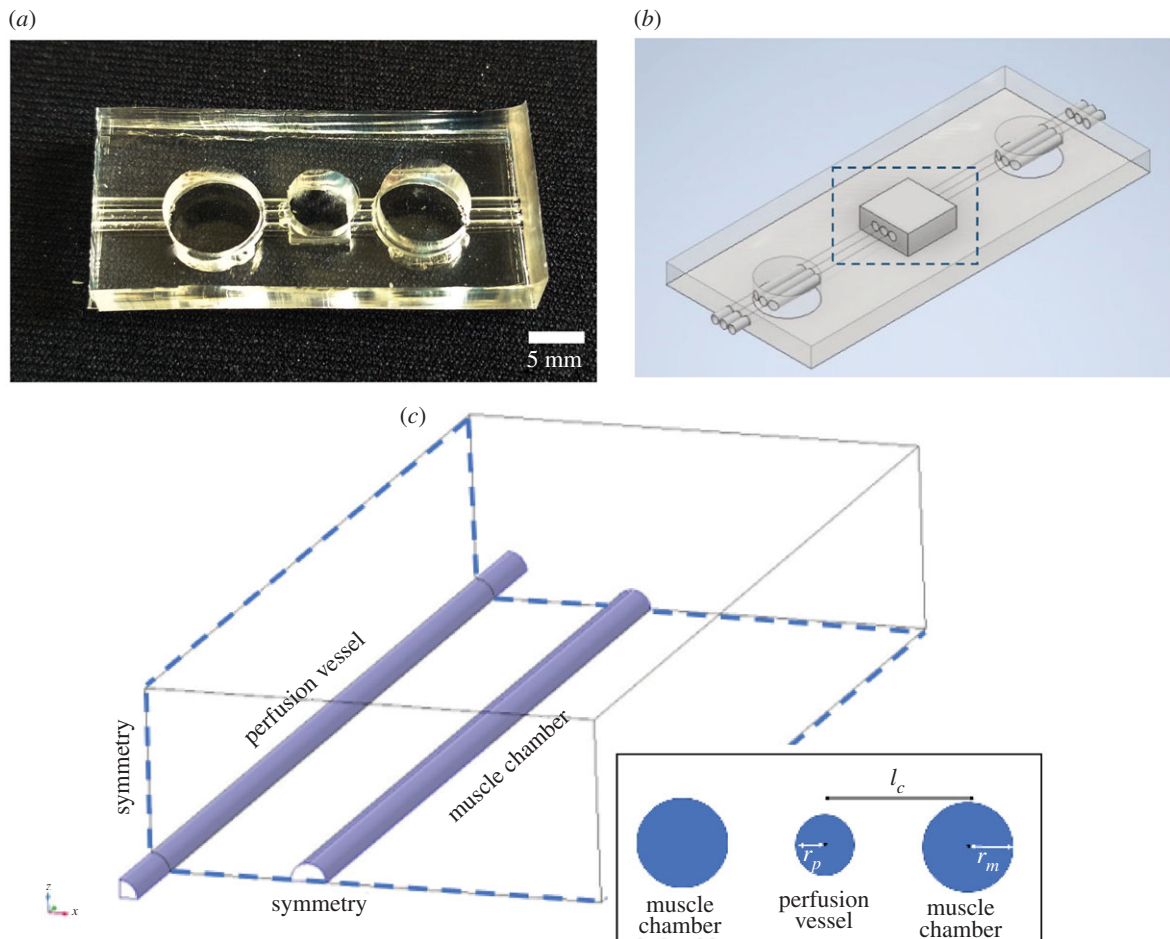 (a)
(b)
5 mm
(c)
perfusion vessel
muscle chamber
symmetry
symmetry
z
x
l_c
r_p
r_m
muscle
chamber
perfusion
vessel
muscle
chamber